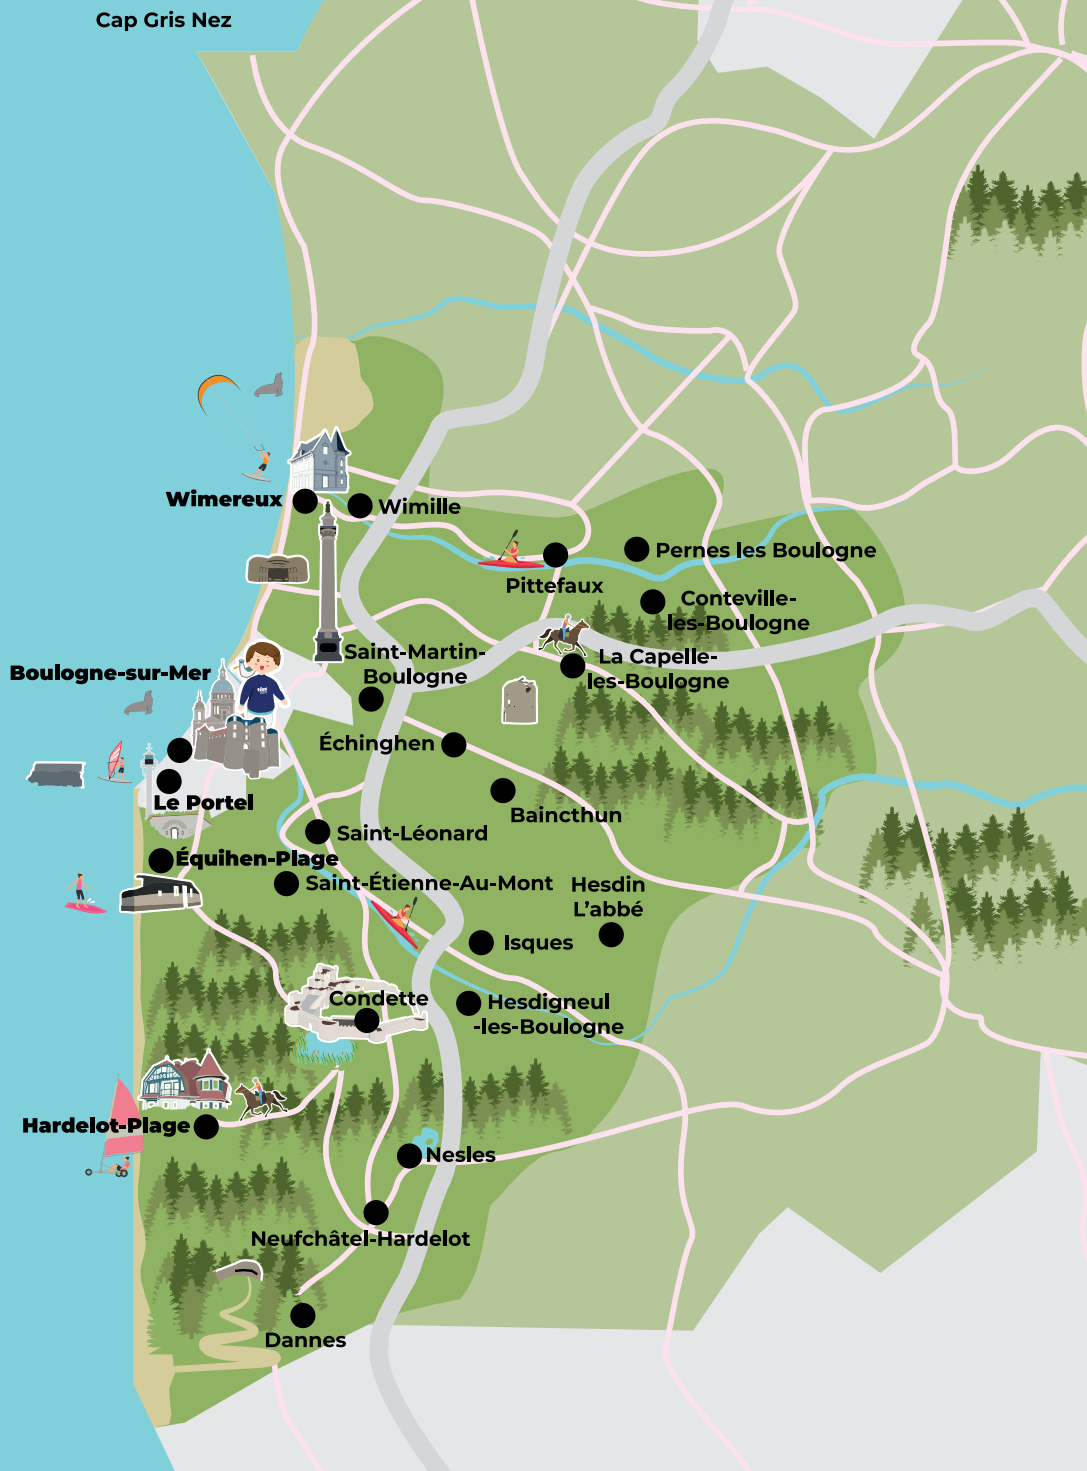 Cap Gris Nez
Wimereux
Wimille
Pernes les Boulogne
Pittefaux
Conteville-
les-Boulogne
Saint-Martin-
Boulogne
La Capelle-
les-Boulogne
Boulogne-sur-Mer
Échinghen
Baincthun
Le Portel
Saint-Léonard
Équihen-Plage
Saint-Étienne-Au-Mont
Hesdin
L'abbé
Isques
Condette
Hesdigneul
-les-Boulogne
Hardelot-Plage
Nesles
Neufchâtel-Hardelot
Dannes